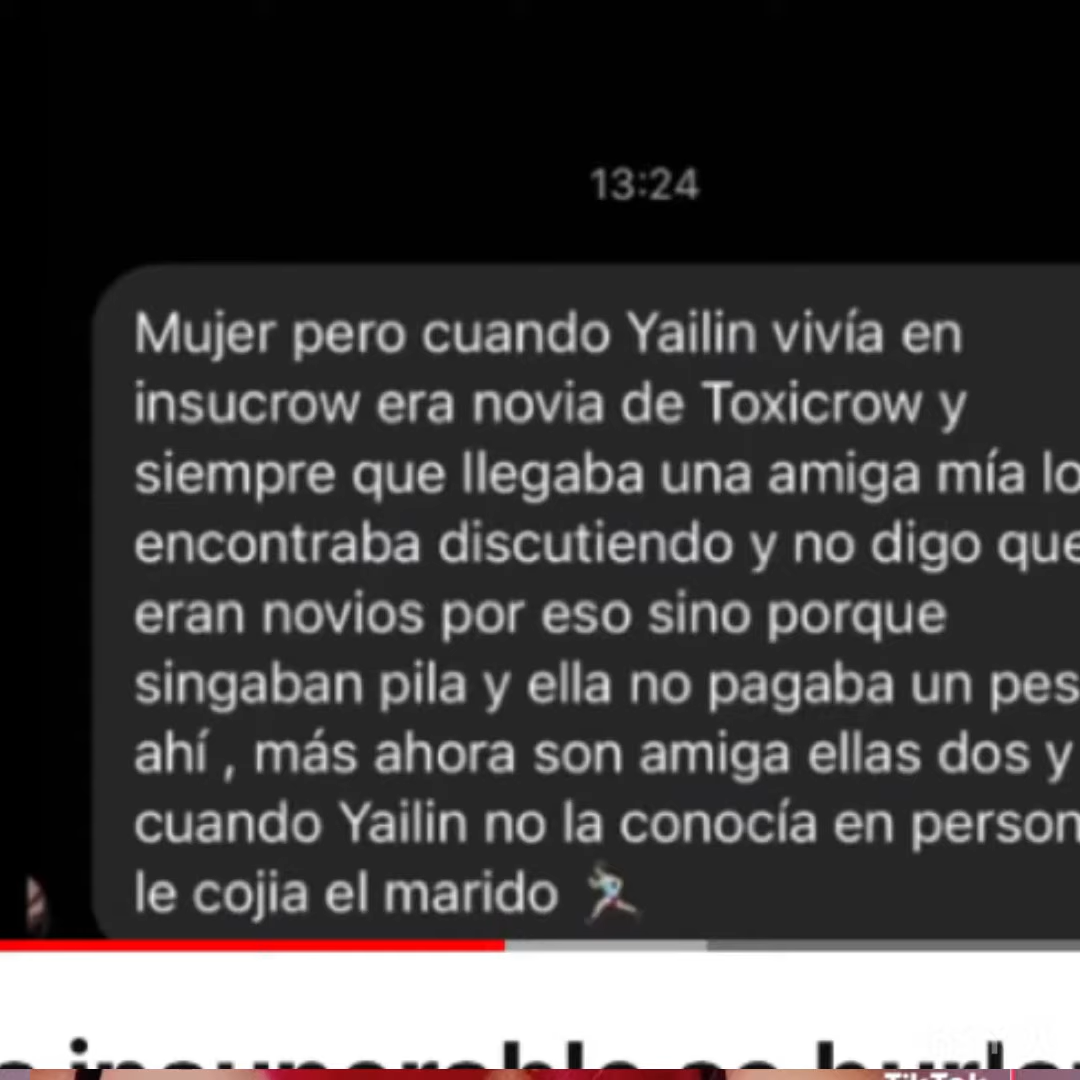 13:24
Mujer pero cuando Yailin vivía en
insucrow era novia de Toxicrow y
siempre que llegaba una amiga mía lo
encontraba discutiendo y no digo que
eran novios por eso sino porque
singaban pila y ella no pagaba un pes
ahí , más ahora son amiga ellas dos y
cuando Yailin no la conocía en person
le cojia el marido 🏃🏻‍♀️